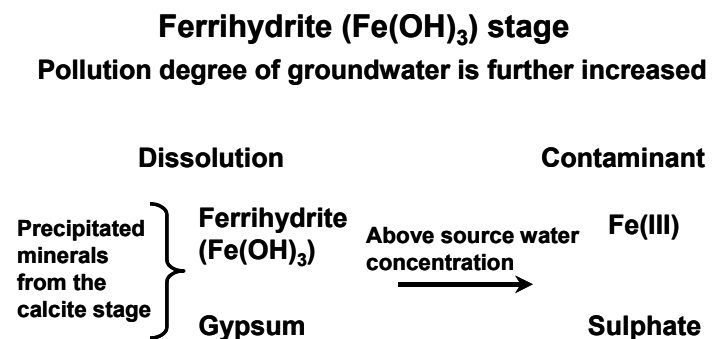 Ferrihydrite (Fe(OH)₃) stage
Pollution degree of groundwater is further increased
Dissolution
Contaminant
Precipitated
minerals
from the
calcite stage
Ferrihydrite
(Fe(OH)₃)
Gypsum
Above source water
concentration
Fe(III)
Sulphate